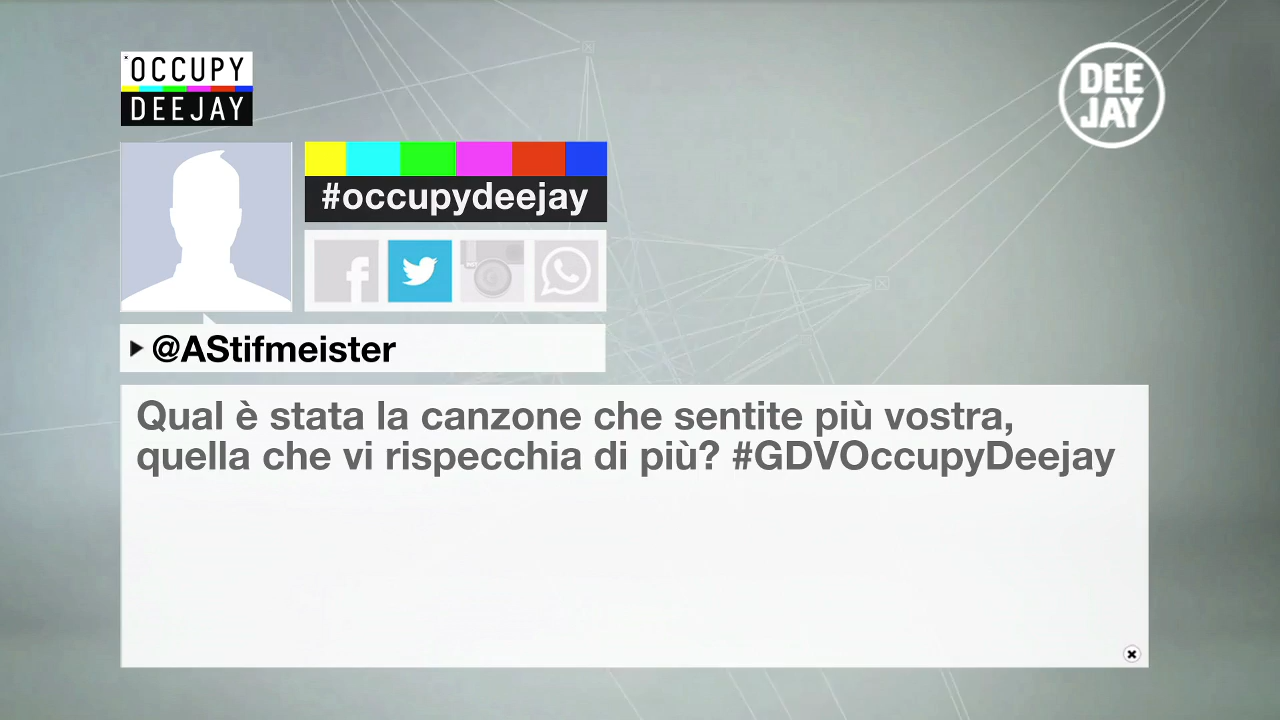 OCCUPY
DEEJAY
DEE
JAY
#occupydeejay
@AStifmeister
Qual è stata la canzone che sentite più vostra,
quella che vi rispecchia di più? #GDVOccupyDeejay